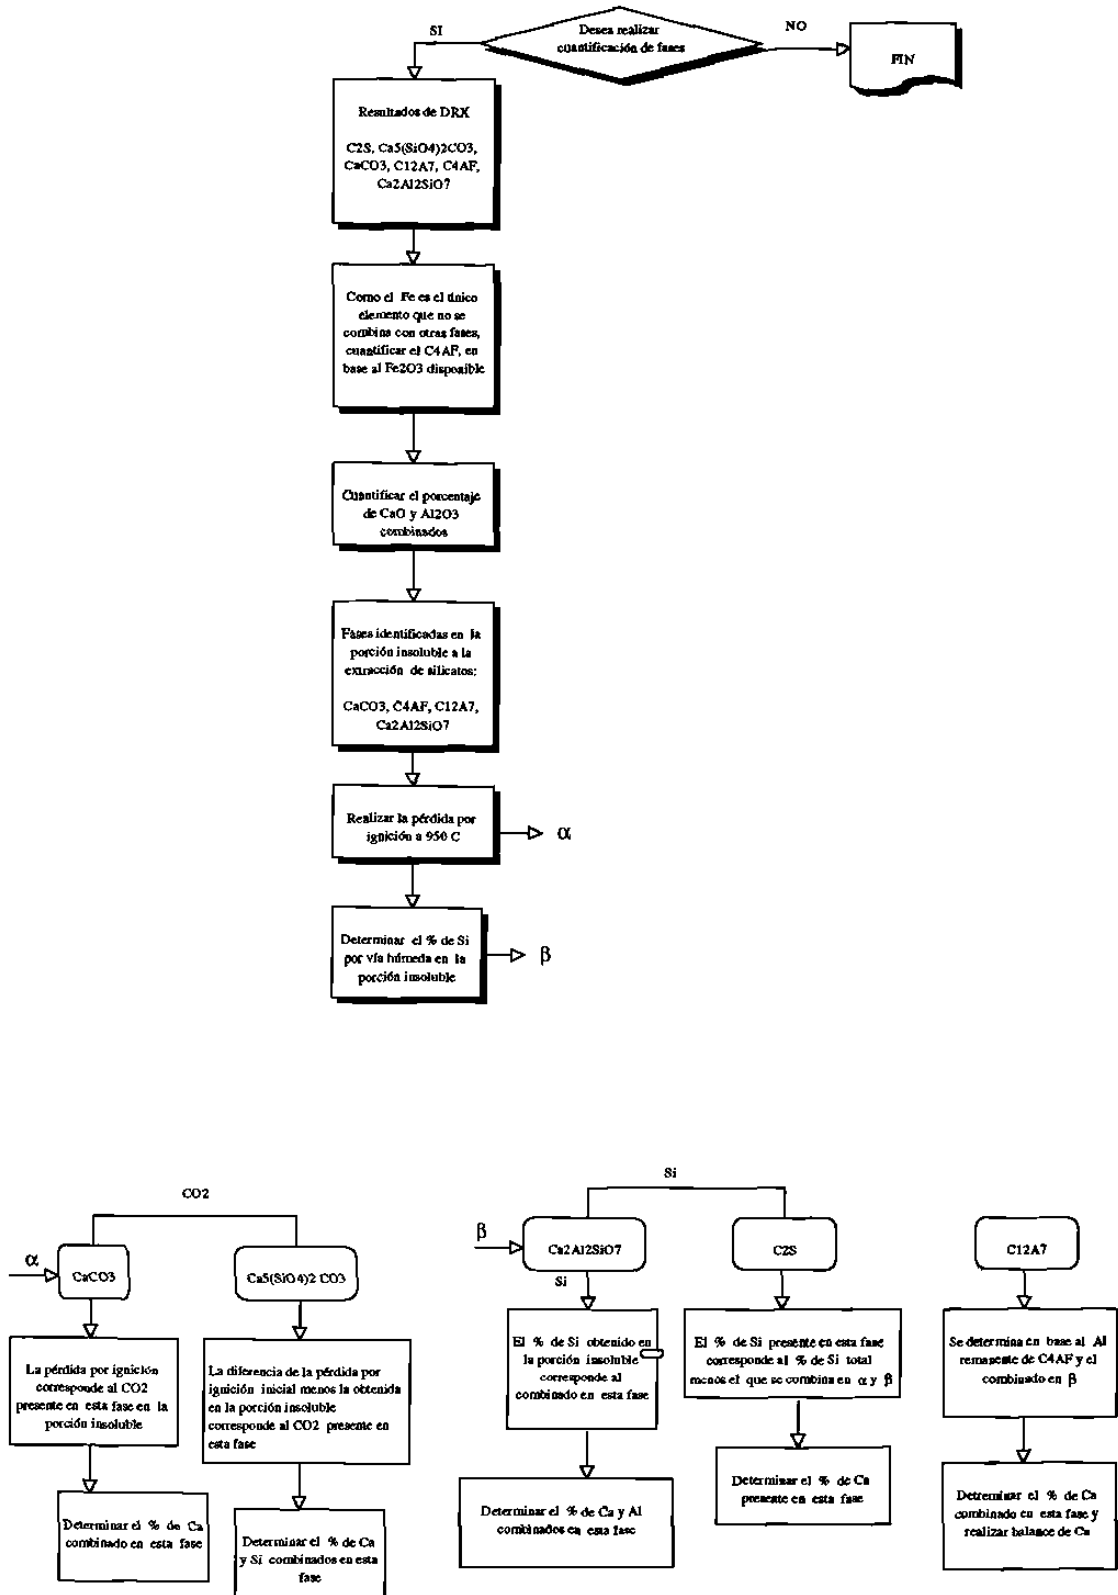 Desea realizar
cuantificación de fases
SI
NO
FIN
Resultados de DRX
C2S, Ca5(SiO4)2CO3,
CaCO3, C12A7, C4AF,
Ca2Al2SiO7
Como el Fe es el único
elemento que no se
combina con otras fases,
cuantificar el C4AF, en
base al Fe2O3 disponible
Cuantificar el porcentaje
de CaO y Al2O3
combinados
Fases identificadas en la
porción insoluble a la
extracción de silicatos:
CaCO3, C4AF, C12A7,
Ca2Al2SiO7
Realizar la pérdida por
ignición a 950 C
α
Determinar el % de Si
por vía húmeda en la
porción insoluble
β
CO2
α
CaCO3
Ca5(SiO4)2 CO3
La pérdida por ignición
corresponde al CO2
presente en esta fase en la
porción insoluble
La diferencia de la pérdida por
ignición inicial menos la obtenida
en la porción insoluble
corresponde al CO2 presente en
esta fase
Determinar el % de Ca
combinado en esta fase
Determinar el % de Ca
y Si combinados en esta
fase
Si
β
Ca2Al2SiO7
C2S
Si
El % de Si obtenido en
la porción insoluble
corresponde al
combinado en esta fase
El % de Si presente en esta fase
corresponde al % de Si total
menos el que se combina en α y β
Determinar el % de Ca y Al
combinados en esta fase
Determinar el % de Ca
presente en esta fase
C12A7
Se determina en base al Al
remanente de C4AF y el
combinado en β
Detreminar el % de Ca
combinado en esta fase y
realizar balance de Ca